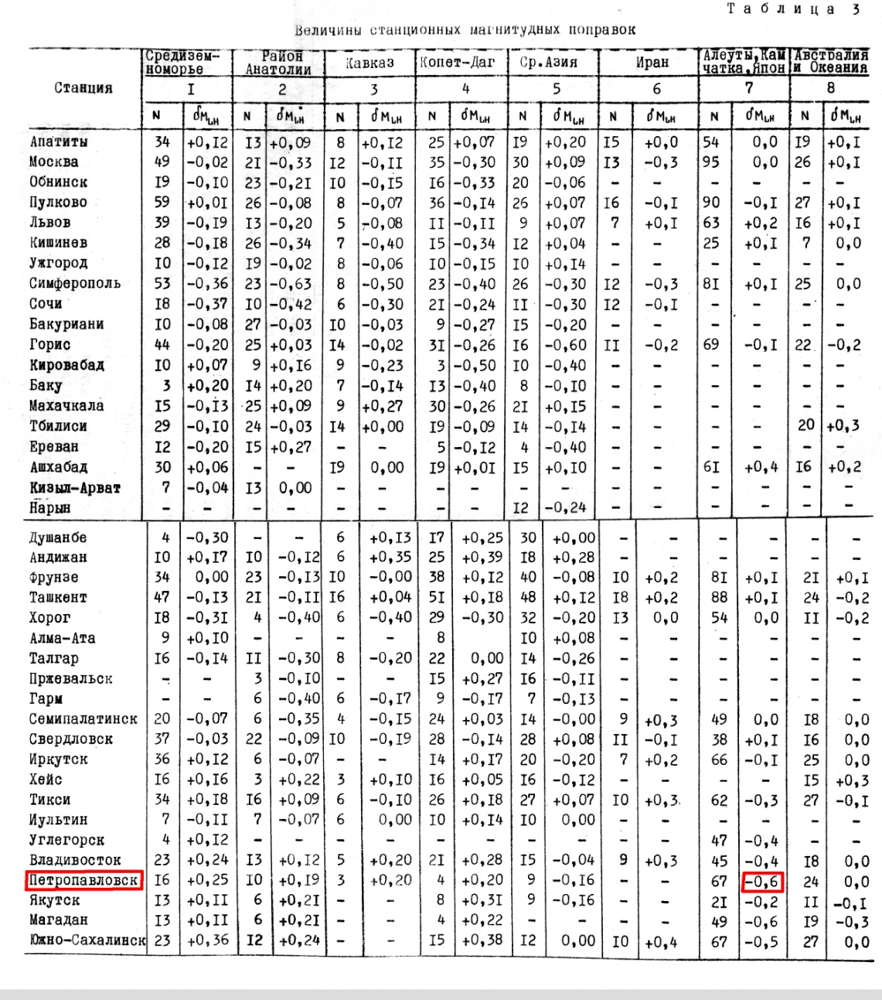 Таблица 3
Величины станционных магнитудных поправок
Станция Средиземноморье Район Анатолии Кавказ Копет-Даг Ср.Азия Иран Алеуты,Камчатка,Япон Австралия и Океания
I 2 3 4 5 6 7 8
N δM_LH N δM_LH N δM_LH N δM_LH N δM_LH N δM_LH N δM_LH N δM_LH
Апатиты 34 +0,I2 I3 +0,09 8 +0,I2 25 +0,07 I9 +0,20 I5 +0,0 54 0,0 I9 +0,I
Москва 49 -0,02 2I -0,33 I2 -0,II 35 -0,30 30 +0,09 I3 -0,3 95 0,0 26 +0,I
Обнинск I9 -0,I0 23 -0,2I I0 -0,I5 I6 -0,33 20 -0,06 - - - - - -
Пулково 59 +0,0I 26 -0,08 8 -0,07 36 -0,I4 26 +0,07 I6 -0,I 90 -0,I 27 +0,I
Львов 39 -0,I9 I3 -0,20 5 -0,08 II -0,II 9 +0,07 7 +0,I 63 +0,2 I6 +0,I
Кишинев 28 -0,I8 26 -0,34 7 -0,40 I5 -0,34 I2 +0,04 - - 25 +0,I 7 0,0
Ужгород I0 -0,I2 I9 -0,02 8 -0,06 I0 -0,I5 I0 +0,I4 - - - - - -
Симферополь 53 -0,36 23 -0,63 8 -0,50 23 -0,40 26 -0,30 I2 -0,3 8I +0,I 25 0,0
Сочи I8 -0,37 I0 -0,42 6 -0,30 2I -0,24 II -0,30 I2 -0,I - - - -
Бакуриани I0 -0,08 27 -0,03 I0 -0,03 9 -0,27 I5 -0,20 - - - - - -
Горис 44 -0,20 25 +0,03 I4 -0,02 3I -0,26 I6 -0,60 II -0,2 69 -0,I 22 -0,2
Кировабад I0 +0,07 9 +0,I6 9 -0,23 3 -0,50 I0 -0,40 - - - - - -
Баку 3 +0,20 I4 +0,20 7 -0,I4 I3 -0,40 8 -0,I0 - - - - - -
Махачкала I5 -0,I3 25 +0,09 9 +0,27 30 -0,26 2I +0,I5 - - - - - -
Тбилиси 29 -0,I0 24 -0,03 I4 +0,00 I9 -0,09 I4 -0,I4 - - - - 20 +0,3
Ереван I2 -0,20 I5 +0,27 - - 5 -0,I2 4 -0,40 - - - - - -
Ашхабад 30 +0,06 - - I9 0,00 I9 +0,0I I5 +0,I0 - - 6I +0,4 I6 +0,2
Кизыл-Арват 7 -0,04 I3 0,00 - - - - - - - - - - - -
Нарын - - - - - - - - I2 -0,24 - - - - - -
Душанбе 4 -0,30 - - 6 +0,I3 I7 +0,25 30 +0,00 - - - - - -
Андижан I0 +0,I7 I0 -0,I2 6 +0,35 25 +0,39 I8 +0,28 - - - - - -
Фрунзе 34 0,00 23 -0,I3 I0 -0,00 38 +0,I2 40 -0,08 I0 +0,2 8I +0,I 2I +0,I
Ташкент 47 -0,I3 2I -0,II I6 +0,04 5I +0,I8 48 +0,I2 I8 +0,2 88 +0,I 24 -0,2
Хорог I8 -0,3I 4 -0,40 6 -0,40 29 -0,30 32 -0,20 I3 0,0 54 0,0 II -0,2
Алма-Ата 9 +0,I0 - - - - 8 I0 +0,08 - - - - - -
Талгар I6 -0,I4 II -0,30 8 -0,20 22 0,00 I4 -0,26 - - - - - -
Пржевальск - - 3 -0,I0 - - I5 +0,27 I6 -0,II - - - - - -
Гарм - - 6 -0,40 6 -0,I7 9 -0,I7 7 -0,I3 - - - - - -
Семипалатинск 20 -0,07 6 -0,35 4 -0,I5 24 +0,03 I4 -0,00 9 +0,3 49 0,0 I8 0,0
Свердловск 37 -0,03 22 -0,09 I0 -0,I9 28 -0,I4 28 +0,08 II -0,I 38 +0,I I6 0,0
Иркутск 36 +0,I2 6 -0,07 - - I4 +0,I7 20 -0,20 7 +0,2 66 -0,I 25 0,0
Хейс I6 +0,I6 3 +0,22 3 +0,I0 I6 +0,05 I6 -0,I2 - - - - I5 +0,3
Тикси 34 +0,I8 I6 +0,09 6 -0,I0 26 +0,I8 27 +0,07 I0 +0,3 62 -0,3 27 -0,I
Иультин 7 -0,II 7 -0,07 6 0,00 I0 +0,I4 I0 0,00 - - - - - -
Углегорск 4 +0,I2 - - - - - - - - - - 47 -0,4 - -
Владивосток 23 +0,24 I3 +0,I2 5 +0,20 2I +0,28 I5 -0,04 9 +0,3 45 -0,4 I8 0,0
Петропавловск I6 +0,25 I0 +0,I9 3 +0,20 4 +0,20 9 -0,I6 - - 67 -0,6 24 0,0
Якутск I3 +0,II 6 +0,2I - - 8 +0,3I 9 -0,I6 - - 2I -0,2 II -0,I
Магадан I3 +0,II 6 +0,2I - - 4 +0,22 - - - - 49 -0,6 I9 -0,3
Южно-Сахалинск 23 +0,36 I2 +0,24 - - I5 +0,38 I2 0,00 I0 +0,4 67 -0,5 27 0,0